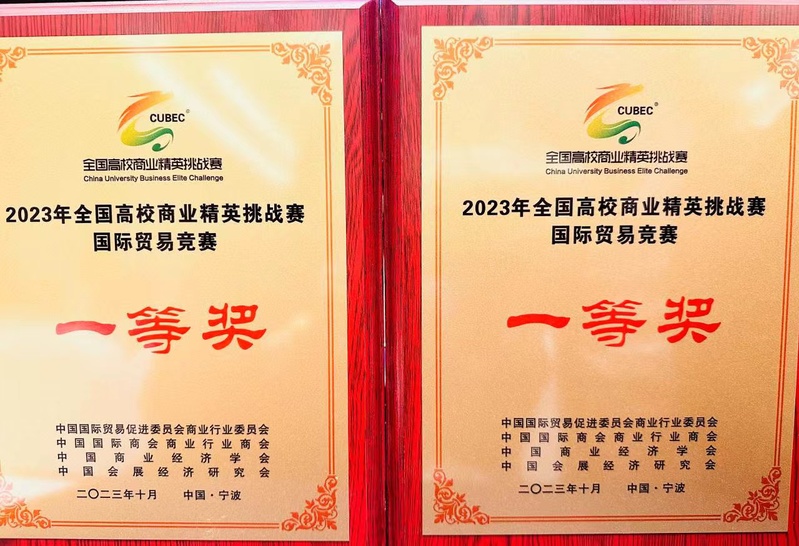 CUBEC®
全国高校商业精英挑战赛
China University Business Elite Challenge
2023年全国高校商业精英挑战赛
国际贸易竞赛
一等奖
中国国际贸易促进委员会商业行业委员会
中国国际商会商业行业商会
中国商业经济学会
中国会展经济研究会
二〇二三年十月 中国·宁波
CUBEC®
全国高校商业精英挑战赛
China University Business Elite Challenge
2023年全国高校商业精英挑战赛
国际贸易竞赛
一等奖
中国国际贸易促进委员会商业行业委员会
中国国际商会商业行业商会
中国商业经济学会
中国会展经济研究会
二〇二三年十月 中国·宁波